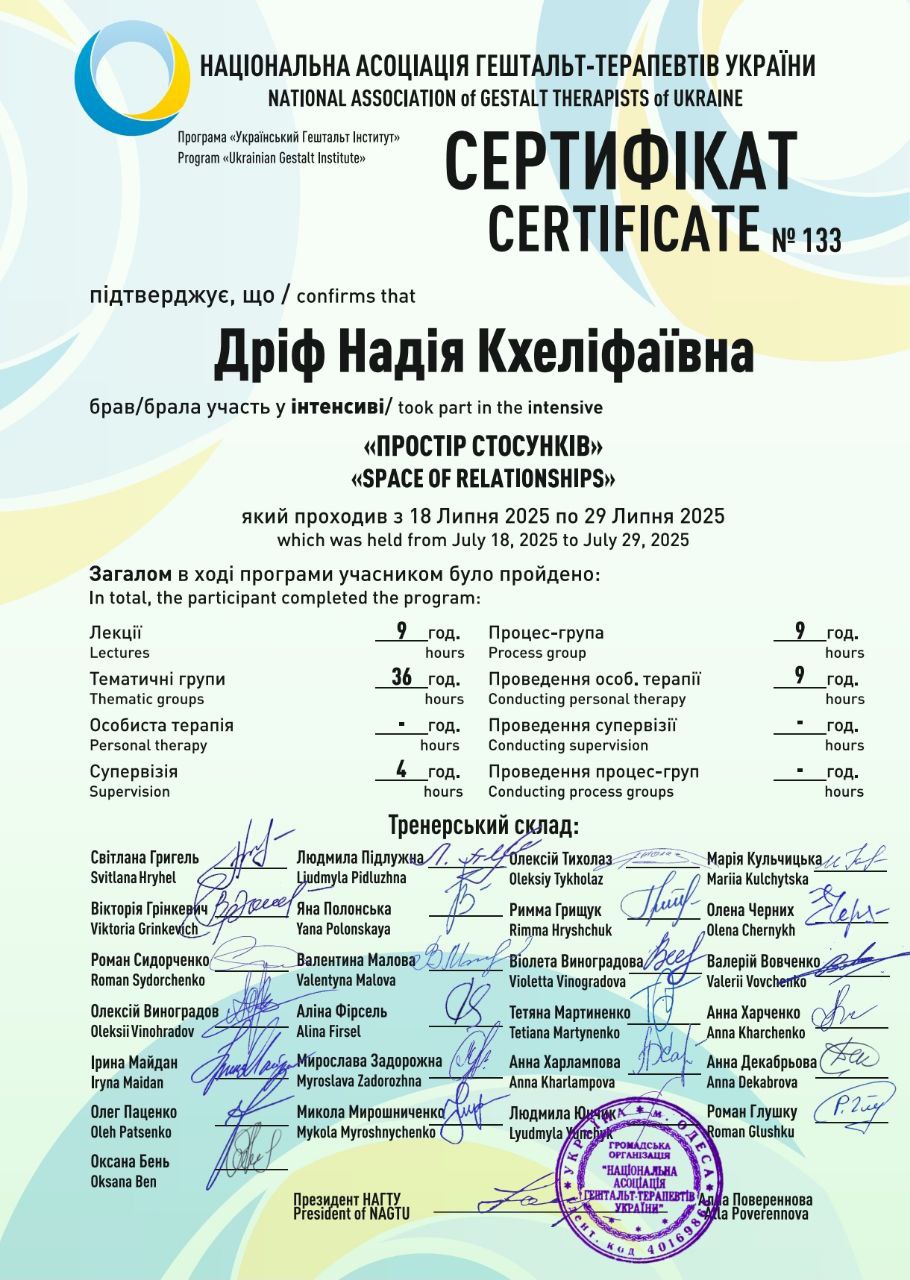 НАЦІОНАЛЬНА АСОЦІАЦІЯ ГЕШТАЛЬТ-ТЕРАПЕВТІВ УКРАЇНИ
NATIONAL ASSOCIATION of GESTALT THERAPISTS of UKRAINE
Програма «Український Гештальт Інститут»
Program «Ukrainian Gestalt Institute»
СЕРТИФІКАТ
CERTIFICATE № 133
підтверджує, що / confirms that
Дріф Надія Кхеліфаївна
брав/брала участь у інтенсиві/ took part in the intensive
«ПРОСТІР СТОСУНКІВ»
«SPACE OF RELATIONSHIPS»
який проходив з 18 Липня 2025 по 29 Липня 2025
which was held from July 18, 2025 to July 29, 2025
Загалом в ході програми учасником було пройдено:
In total, the participant completed the program:
Лекції 9 год. Процес-група 9 год.
Lectures hours Process group hours
Тематичні групи 36 год. Проведення особ. терапії 9 год.
Thematic groups hours Conducting personal therapy hours
Особиста терапія - год. Проведення супервізії - год.
Personal therapy hours Conducting supervision hours
Супервізія 4 год. Проведення процес-груп - год.
Supervision hours Conducting process groups hours
Тренерський склад:
Світлана Григель Людмила Підлужна Олексій Тихолаз Марія Кульчицька
Svitlana Hryhel Liudmyla Pidluzhna Oleksiy Tykholaz Mariia Kulchytska
Вікторія Грінкевич Яна Полонська Римма Грищук Олена Черних
Viktoria Grinkevich Yana Polonskaya Rimma Hryshchuk Olena Chernykh
Роман Сидорченко Валентина Малова Віолета Виноградова Валерій Вовченко
Roman Sydorchenko Valentyna Malova Violetta Vinogradova Valerii Vovchenko
Олексій Виноградов Аліна Фірсель Тетяна Мартиненко Анна Харченко
Oleksii Vinohradov Alina Firsel Tetiana Martynenko Anna Kharchenko
Ірина Майдан Мирослава Задорожна Анна Харлампова Анна Декабрьова
Iryna Maidan Myroslava Zadorozhna Anna Kharlampova Anna Dekabrova
Олег Паценко Микола Мирошниченко Людмила Юнчик Роман Глушку
Oleh Patsenko Mykola Myroshnychenko Lyudmyla Yunchyk Roman Glushku
Оксана Бень
Oksana Ben
Президент НАГТУ Алла Повереннова
President of NAGTU Alla Poverennova
УКРАЇНА * м. ОДЕСА
ГРОМАДСЬКА
ОРГАНІЗАЦІЯ
"НАЦІОНАЛЬНА
АСОЦІАЦІЯ
ГЕШТАЛЬТ-ТЕРАПЕВТІВ
УКРАЇНИ"
Ідент. код